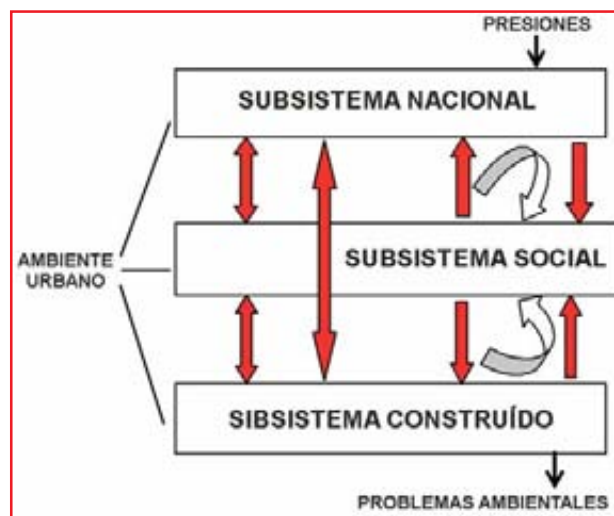 PRESIONES
SUBSISTEMA NACIONAL
AMBIENTE
URBANO
SUBSISTEMA SOCIAL
SIBSISTEMA CONSTRUÍDO
PROBLEMAS AMBIENTALES